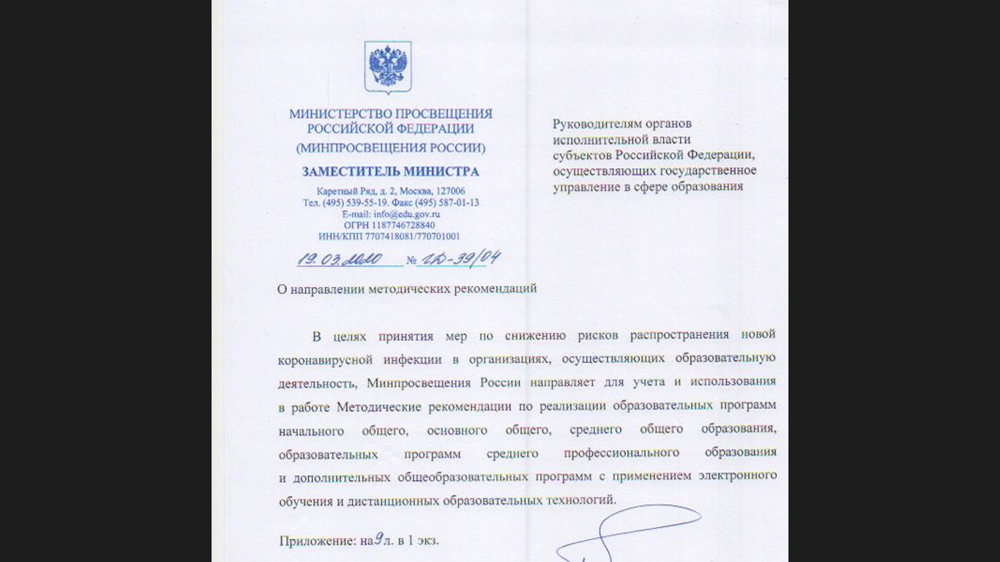 МИНИСТЕРСТВО ПРОСВЕЩЕНИЯ
РОССИЙСКОЙ ФЕДЕРАЦИИ
(МИНПРОСВЕЩЕНИЯ РОССИИ)
ЗАМЕСТИТЕЛЬ МИНИСТРА
Каретный Ряд, д. 2, Москва, 127006
Тел. (495) 539-55-19. Факс (495) 587-01-13
E-mail: info@edu.gov.ru
ОГРН 1187746728840
ИНН/КПП 7707418081/770701001
19.03.2020 № ГД-39/04
Руководителям органов
исполнительной власти
субъектов Российской Федерации,
осуществляющих государственное
управление в сфере образования
О направлении методических рекомендаций
В целях принятия мер по снижению рисков распространения новой
коронавирусной инфекции в организациях, осуществляющих образовательную
деятельность, Минпросвещения России направляет для учета и использования
в работе Методические рекомендации по реализации образовательных программ
начального общего, основного общего, среднего общего образования,
образовательных программ среднего профессионального образования
и дополнительных общеобразовательных программ с применением электронного
обучения и дистанционных образовательных технологий.
Приложение: на 9 л. в 1 экз.